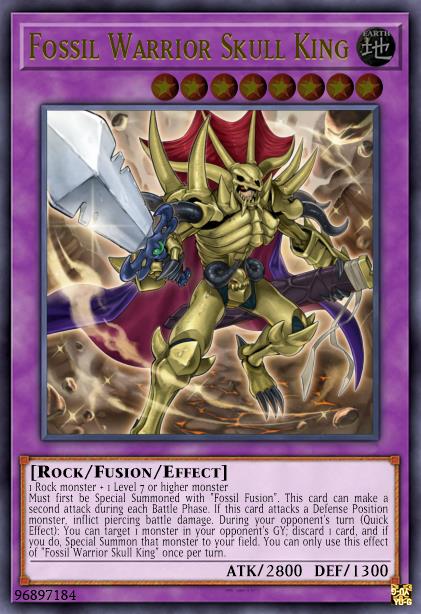 Fossil Warrior Skull King
EARTH
地
[Rock/Fusion/Effect]
1 Rock monster + 1 Level 7 or higher monster
Must first be Special Summoned with "Fossil Fusion". This card can make a
second attack during each Battle Phase. If this card attacks a Defense Position
monster, inflict piercing battle damage. During your opponent's turn (Quick
Effect): You can target 1 monster in your opponent's GY; discard 1 card, and if
you do, Special Summon that monster to your field. You can only use this effect
of "Fossil Warrior Skull King" once per turn.
ATK/2800 DEF/1300
96897184